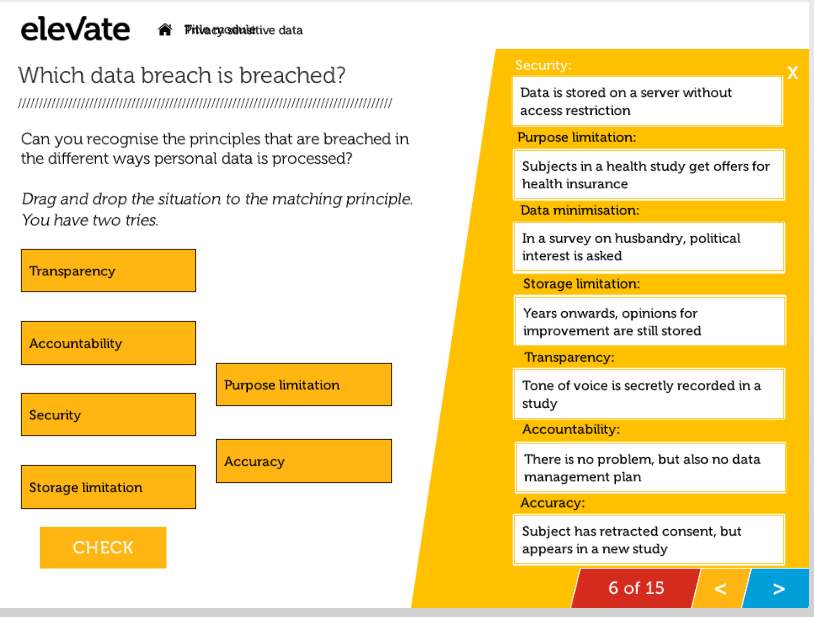 elevate
Privacy sensitive data
Which data breach is breached?
Can you recognise the principles that are breached in
the different ways personal data is processed?
Drag and drop the situation to the matching principle.
You have two tries.
Transparency
Accountability
Security
Storage limitation
Purpose limitation
Accuracy
CHECK
X
Security:
Data is stored on a server without
access restriction
Purpose limitation:
Subjects in a health study get offers for
health insurance
Data minimisation:
In a survey on husbandry, political
interest is asked
Storage limitation:
Years onwards, opinions for
improvement are still stored
Transparency:
Tone of voice is secretly recorded in a
study
Accountability:
There is no problem, but also no data
management plan
Accuracy:
Subject has retracted consent, but
appears in a new study
6 of 15
<
>